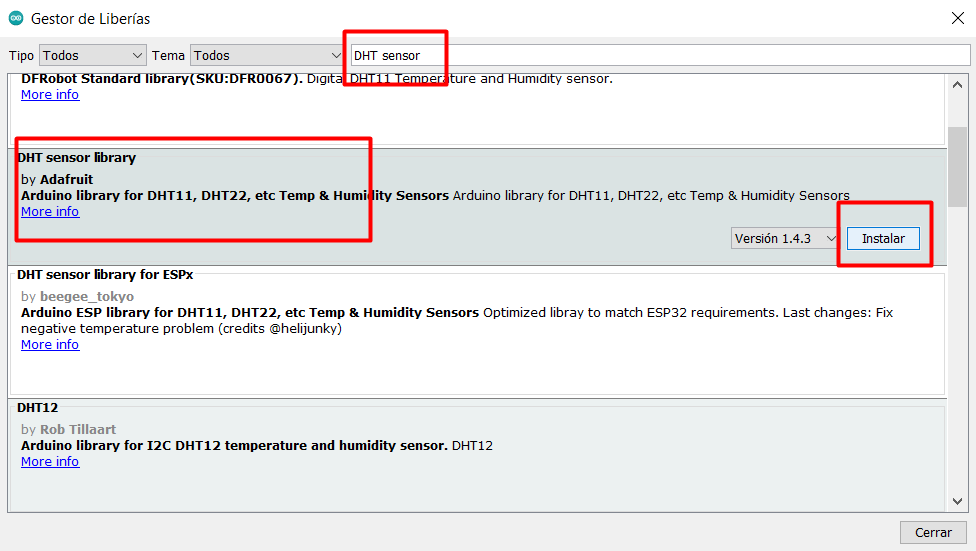 Gestor de Liberías
Tipo Todos Tema Todos DHT sensor
DFRobot Standard library(SKU:DFR0067). Digital DHT11 Temperature and Humidity sensor.
More info
DHT sensor library
by Adafruit
Arduino library for DHT11, DHT22, etc Temp & Humidity Sensors Arduino library for DHT11, DHT22, etc Temp & Humidity Sensors
More info
Versión 1.4.3 Instalar
DHT sensor library for ESPx
by beegee_tokyo
Arduino ESP library for DHT11, DHT22, etc Temp & Humidity Sensors Optimized libray to match ESP32 requirements. Last changes: Fix
negative temperature problem (credits @helijunky)
More info
DHT12
by Rob Tillaart
Arduino library for I2C DHT12 temperature and humidity sensor. DHT12
More info
Cerrar